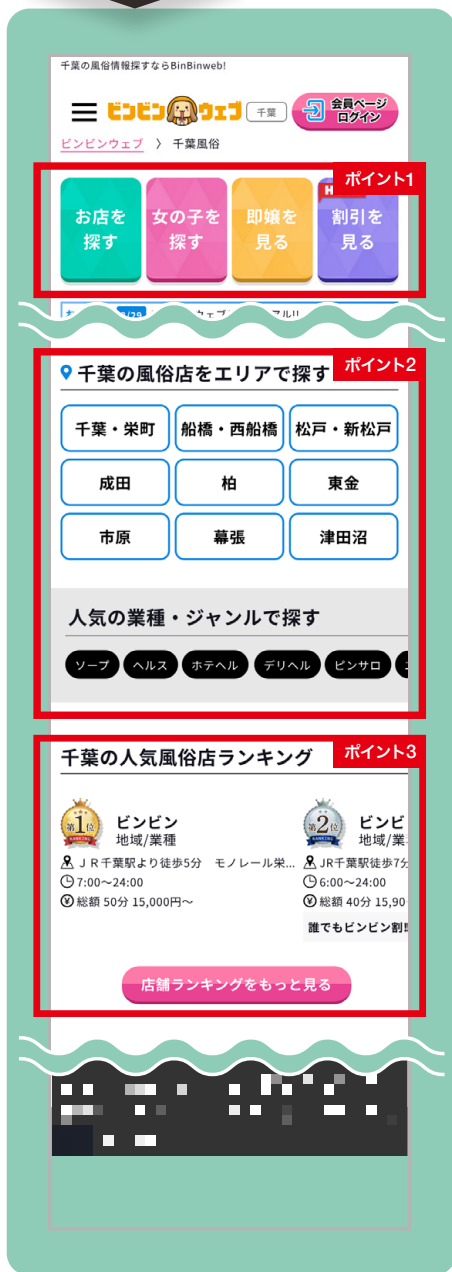 千葉の風俗情報探すならBinBinweb!
ビンビンウェブ
千葉
会員ページ
ログイン
ビンビンウェブ 〉 千葉風俗
ポイント1
お店を
探す
女の子を
探す
即嬢を
見る
割引を
見る
ポイント2
千葉の風俗店をエリアで探す
千葉・栄町
船橋・西船橋
松戸・新松戸
成田
柏
東金
市原
幕張
津田沼
人気の業種・ジャンルで探す
ソープ
ヘルス
ホテヘル
デリヘル
ピンサロ
ポイント3
千葉の人気風俗店ランキング
第1位
RANKING
ビンビン
地域/業種
JR千葉駅より徒歩5分 モノレール栄...
7:00～24:00
総額 50分 15,000円～
第2位
RANKING
ビンビ
地域/業
JR千葉駅徒歩7分
6:00～24:00
総額 40分 15,90
誰でもビンビン割!!
店舗ランキングをもっと見る